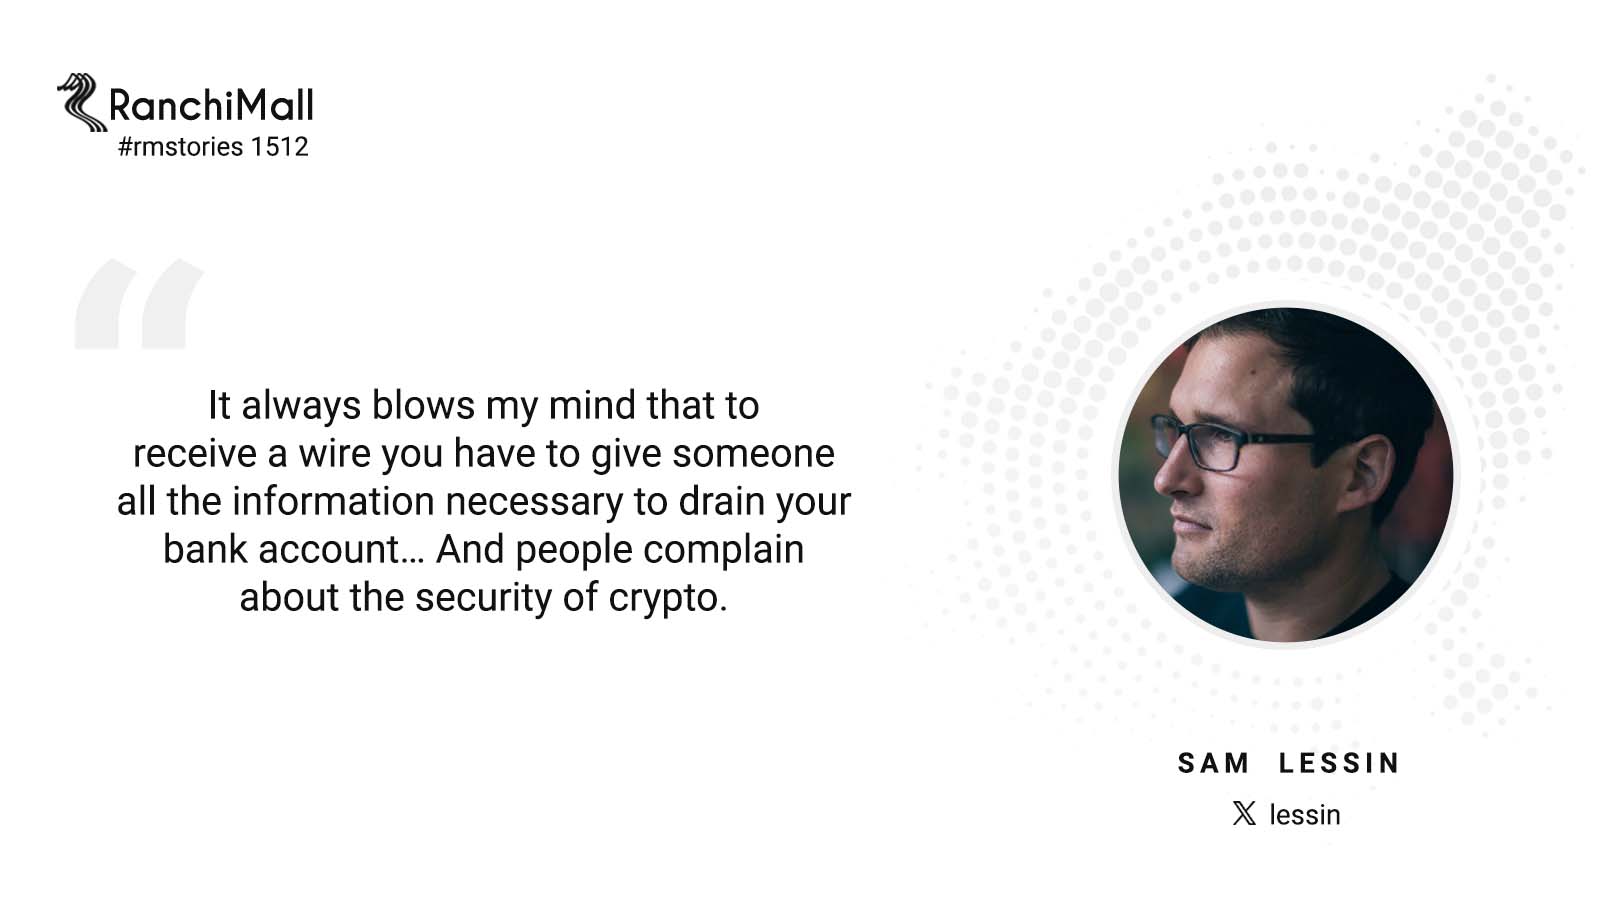 RanchiMall
#rmstories 1512
“
It always blows my mind that to
receive a wire you have to give someone
all the information necessary to drain your
bank account... And people complain
about the security of crypto.
SAM LESSIN
𝕏 lessin